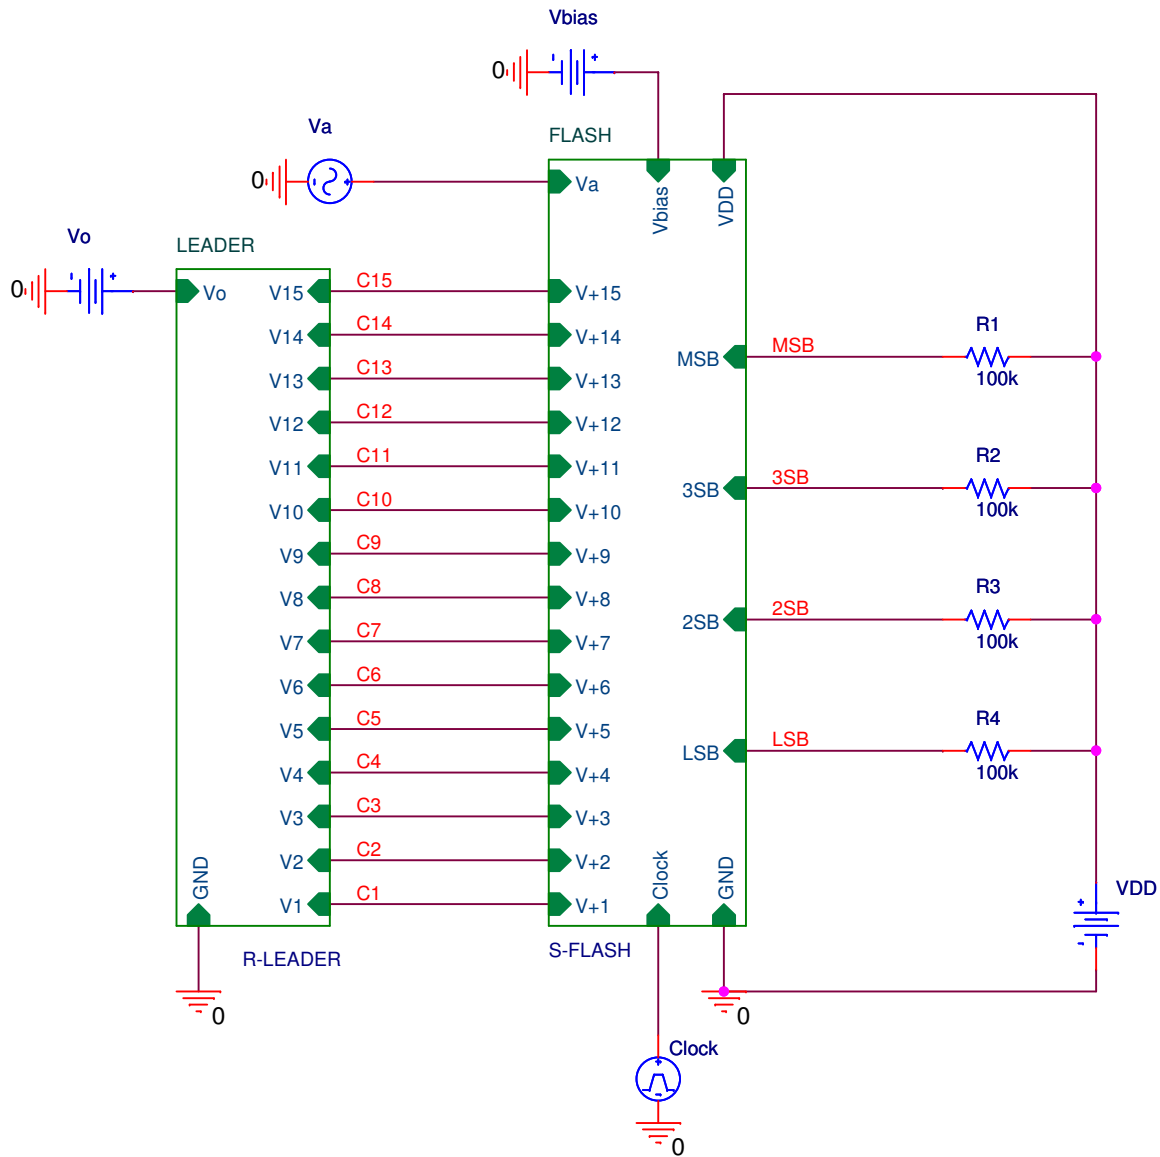 Vbias
0 - +
Va
FLASH
0 - +
Va
Vbias
VDD
Vo
LEADER
0 - +
Vo
V15 C15 V+15
V14 C14 V+14
R1
MSB MSB
100k
V13 C13 V+13
V12 C12 V+12
R2
V11 C11 V+11
3SB 3SB
100k
V10 C10 V+10
V9 C9 V+9
R3
V8 C8 V+8
2SB 2SB
100k
V7 C7 V+7
V6 C6 V+6
R4
V5 C5 V+5
LSB LSB
100k
V4 C4 V+4
V3 C3 V+3
V2 C2 V+2
GND
Clock
GND
VDD
+
-
V1 C1 V+1
R-LEADER
S-FLASH
0
0
Clock
+
0